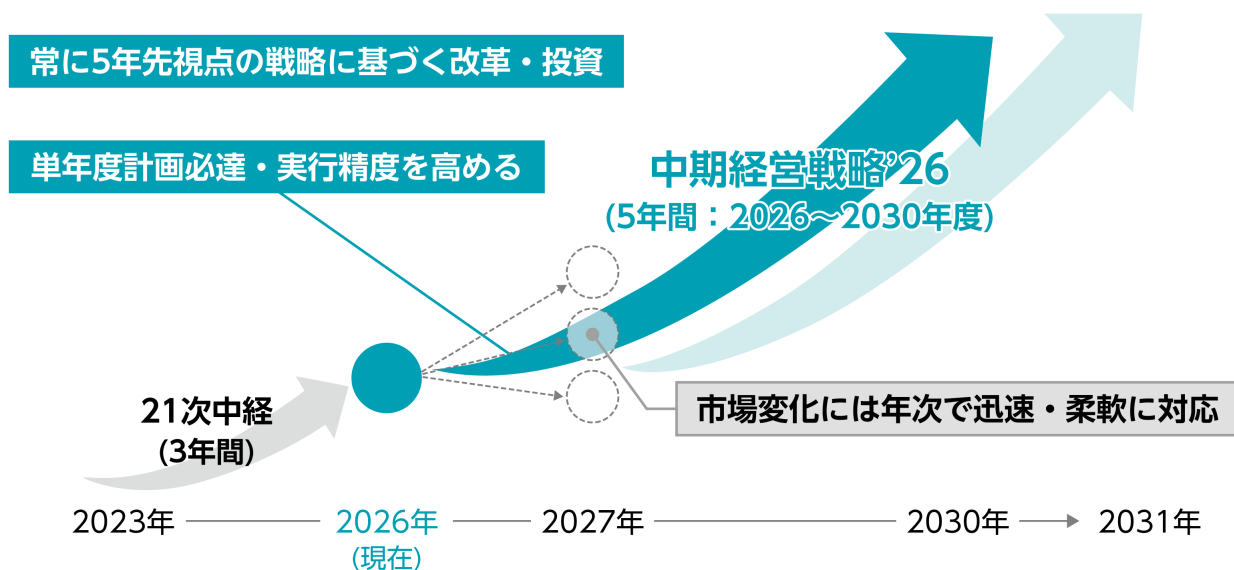 常に5年先視点の戦略に基づく改革・投資
単年度計画必達・実行精度を高める
中期経営戦略’26
(5年間：2026～2030年度)
21次中経
(3年間)
市場変化には年次で迅速・柔軟に対応
2023年
2026年
(現在)
2027年
2030年
2031年